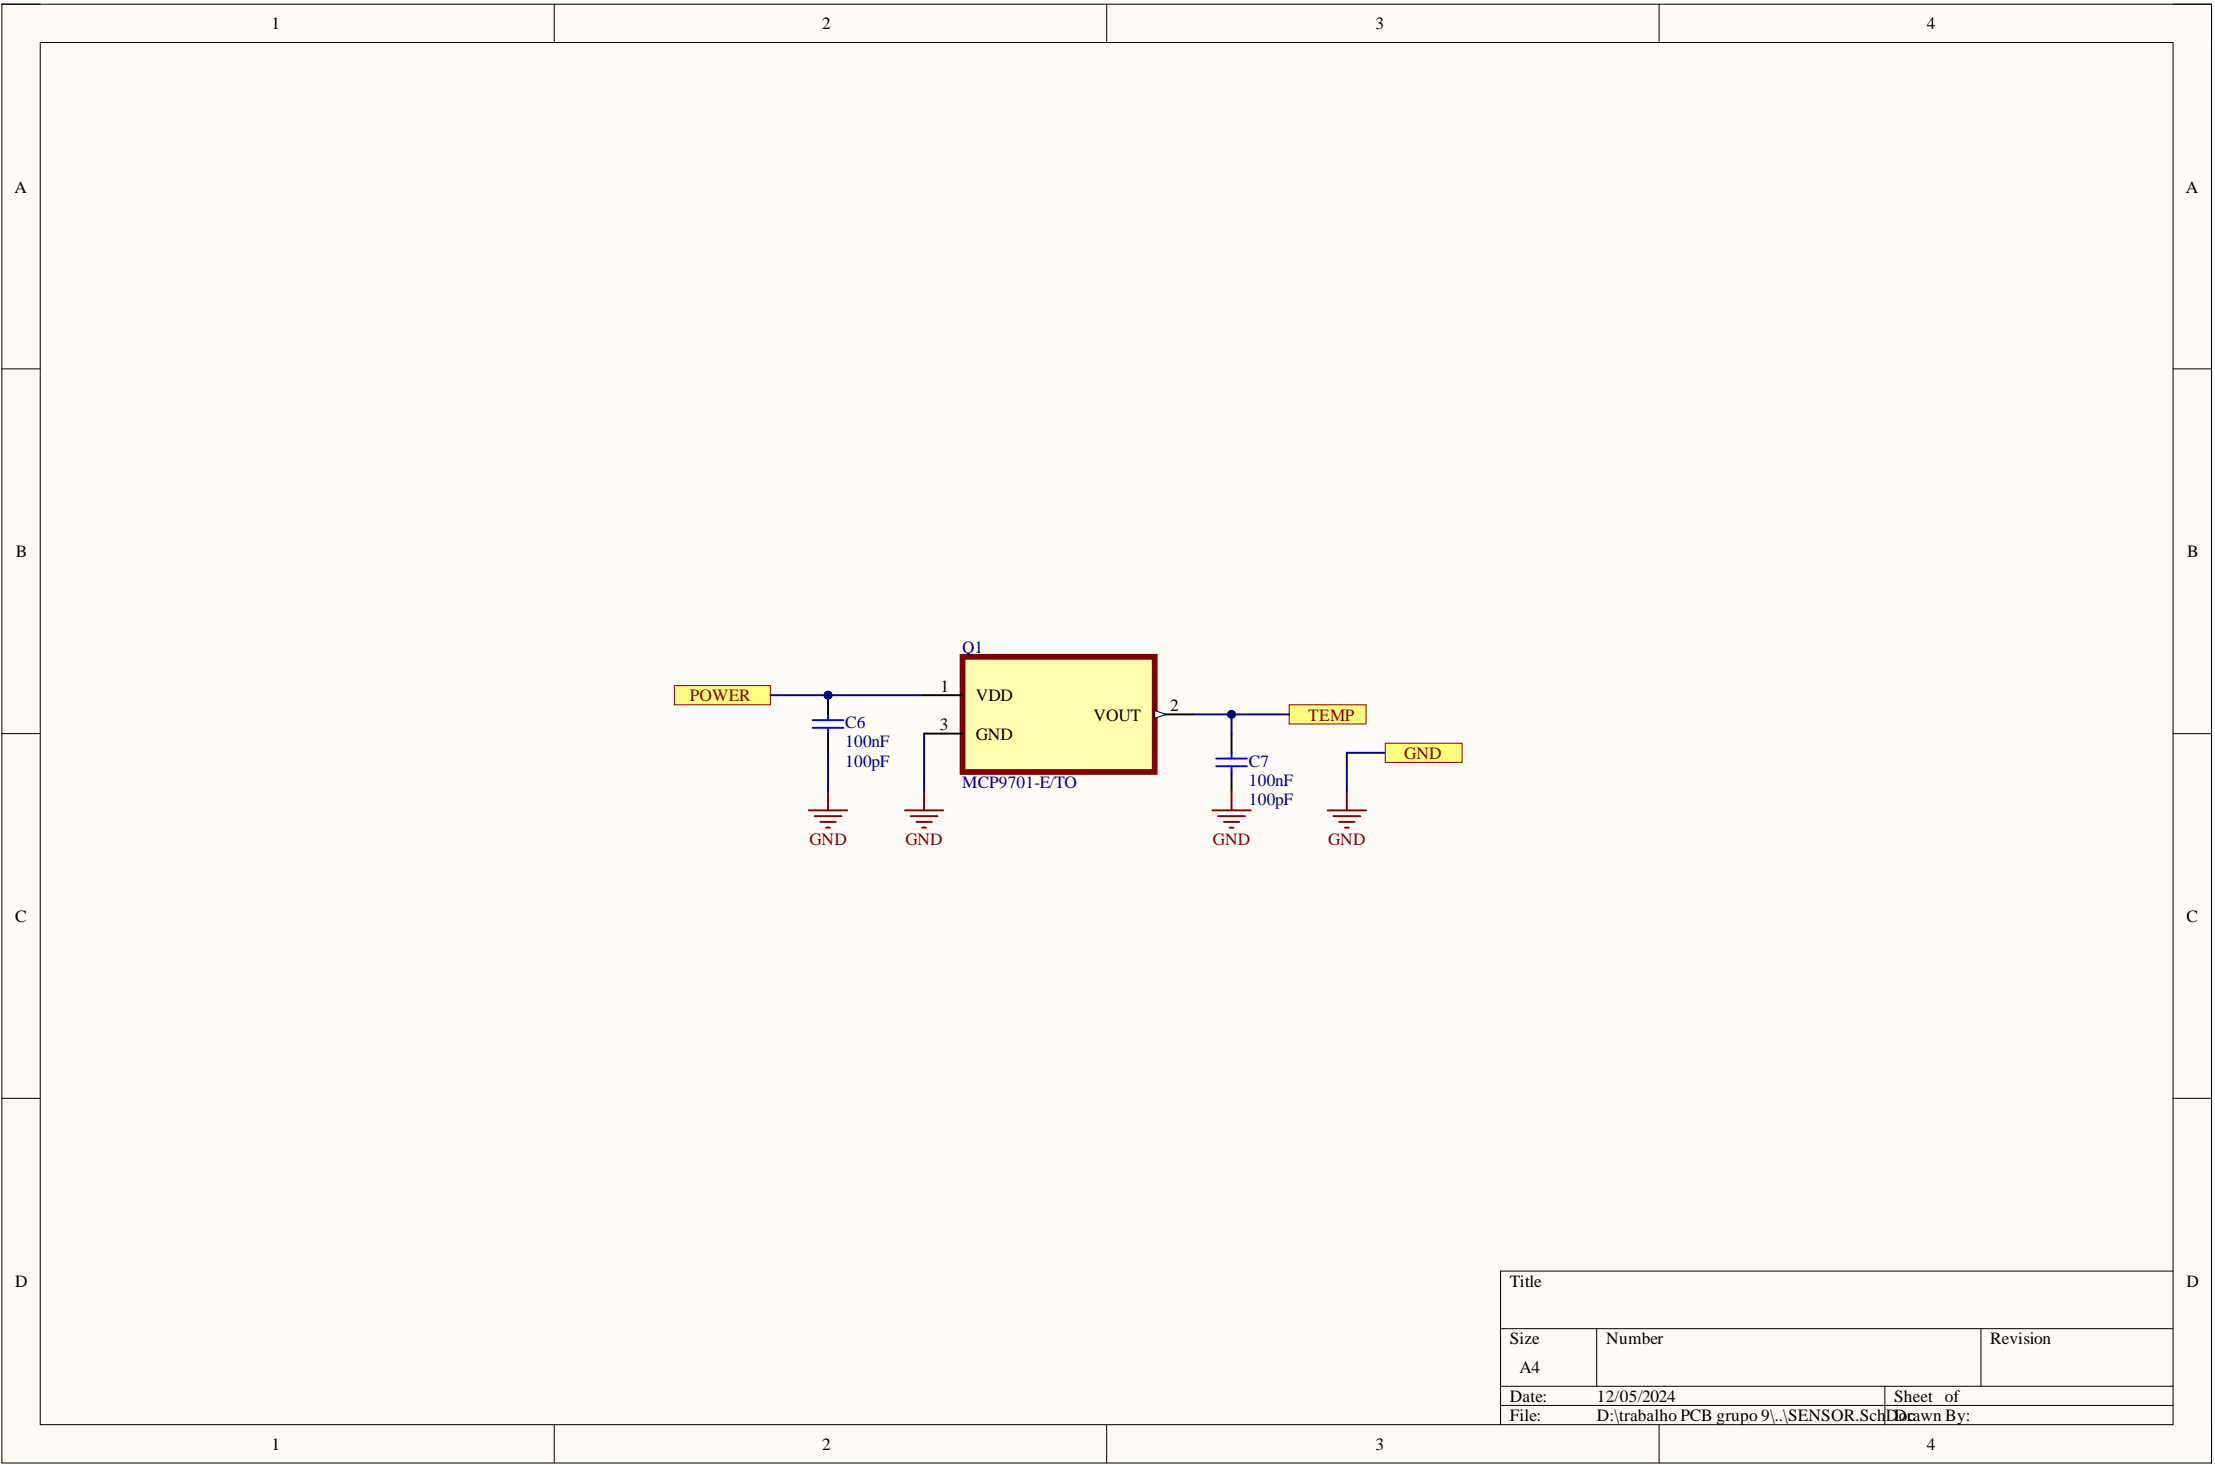 1 2 3 4
A A
B B
Q1
POWER 1 VDD
VOUT 2 TEMP
C6
100nF
100pF
3 GND
GND
C7
100nF
100pF
MCP9701-E/TO
GND GND GND GND
C C
D D
Title
Size Number Revision
A4
Date: 12/05/2024 Sheet of
File: D:\trabalho PCB grupo 9\..\SENSOR.SchDoc Drawn By:
1 2 3 4